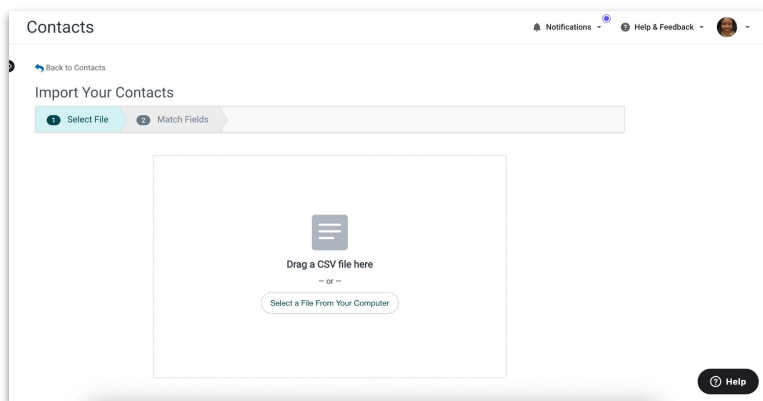 Contacts
Notifications
Help & Feedback
Back to Contacts
Import Your Contacts
1 Select File
2 Match Fields
Drag a CSV file here
— or —
Select a File From Your Computer
? Help